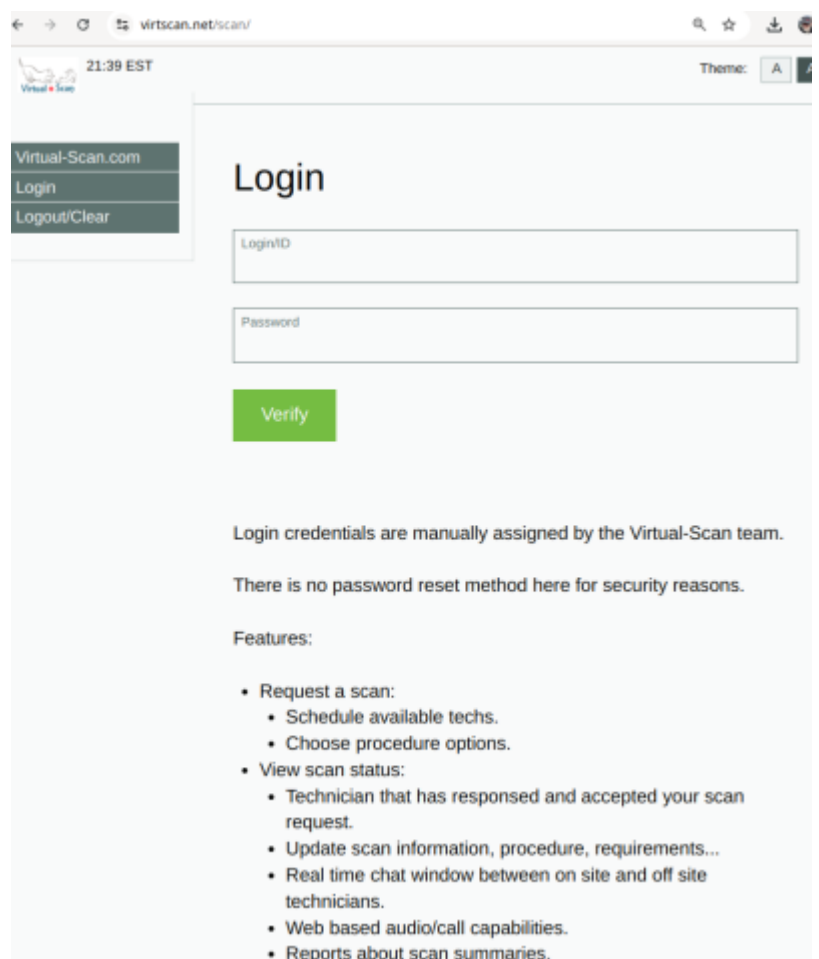 virtscan.net/scan/
21:39 EST
Theme: A A
Virtual Scan
Virtual-Scan.com
Login
Logout/Clear
Login
Login/ID
Password
Verify
Login credentials are manually assigned by the Virtual-Scan team.
There is no password reset method here for security reasons.
Features:
• Request a scan:
• Schedule available techs.
• Choose procedure options.
• View scan status:
• Technician that has responsed and accepted your scan
request.
• Update scan information, procedure, requirements...
• Real time chat window between on site and off site
technicians.
• Web based audio/call capabilities.
• Reports about scan summaries.